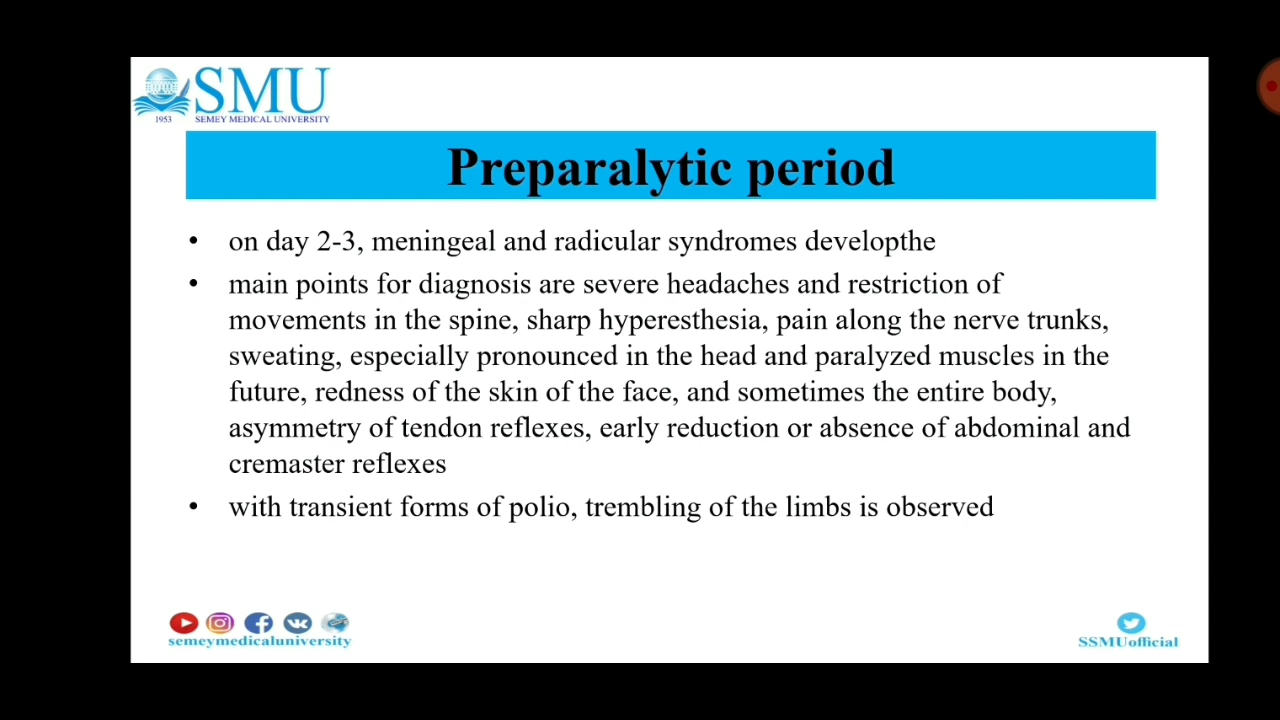 SMU
1953 SEMEY MEDICAL UNIVERSITY
Preparalytic period
• on day 2-3, meningeal and radicular syndromes developthe
• main points for diagnosis are severe headaches and restriction of
movements in the spine, sharp hyperesthesia, pain along the nerve trunks,
sweating, especially pronounced in the head and paralyzed muscles in the
future, redness of the skin of the face, and sometimes the entire body,
asymmetry of tendon reflexes, early reduction or absence of abdominal and
cremaster reflexes
• with transient forms of polio, trembling of the limbs is observed
semeymedicaluniversity
SSMUofficial